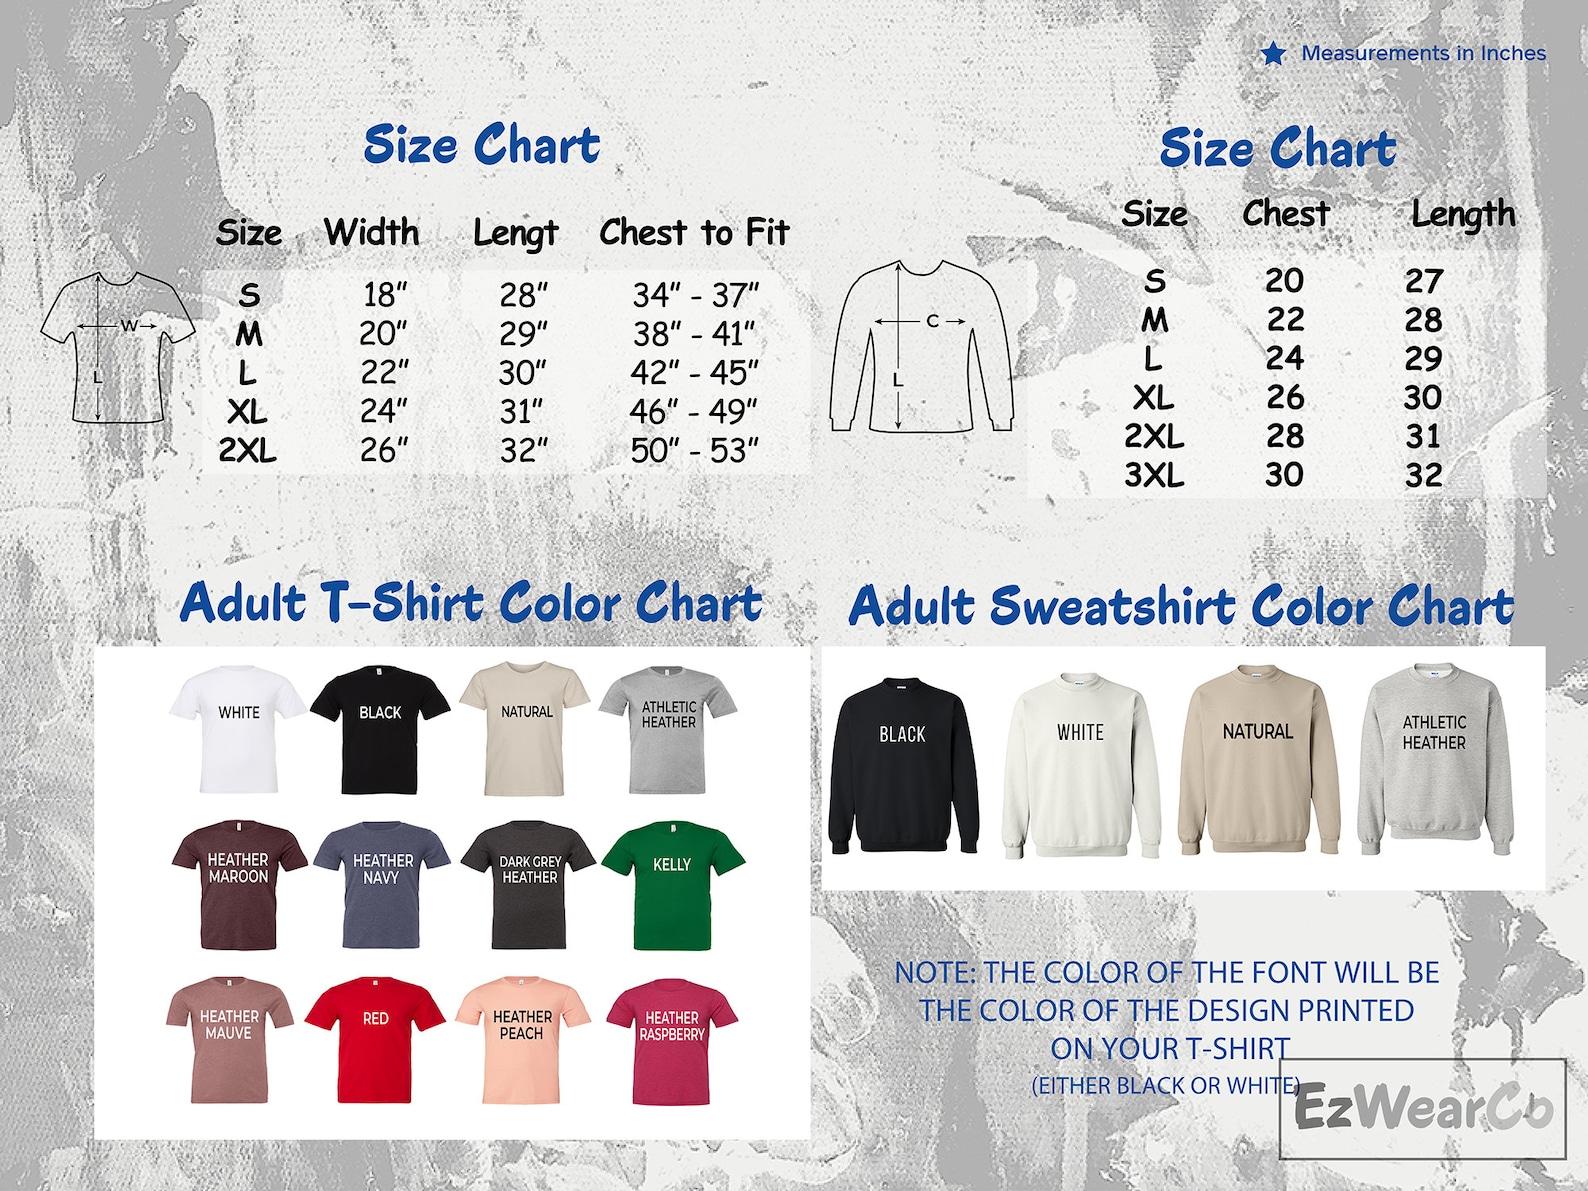 ★ Measurements in Inches
Size Chart
Size Width Lengt Chest to Fit
S 18" 28" 34" - 37"
M 20" 29" 38" - 41"
L 22" 30" 42" - 45"
XL 24" 31" 46" - 49"
2XL 26" 32" 50" - 53"
W
L
Size Chart
Size Chest Length
S 20 27
M 22 28
L 24 29
XL 26 30
2XL 28 31
3XL 30 32
C
L
Adult T-Shirt Color Chart
WHITE
BLACK
NATURAL
ATHLETIC
HEATHER
HEATHER
MAROON
HEATHER
NAVY
DARK GREY
HEATHER
KELLY
HEATHER
MAUVE
RED
HEATHER
PEACH
HEATHER
RASPBERRY
Adult Sweatshirt Color Chart
BLACK
WHITE
NATURAL
ATHLETIC
HEATHER
NOTE: THE COLOR OF THE FONT WILL BE
THE COLOR OF THE DESIGN PRINTED
ON YOUR T-SHIRT
(EITHER BLACK OR WHITE)
EzWearCo